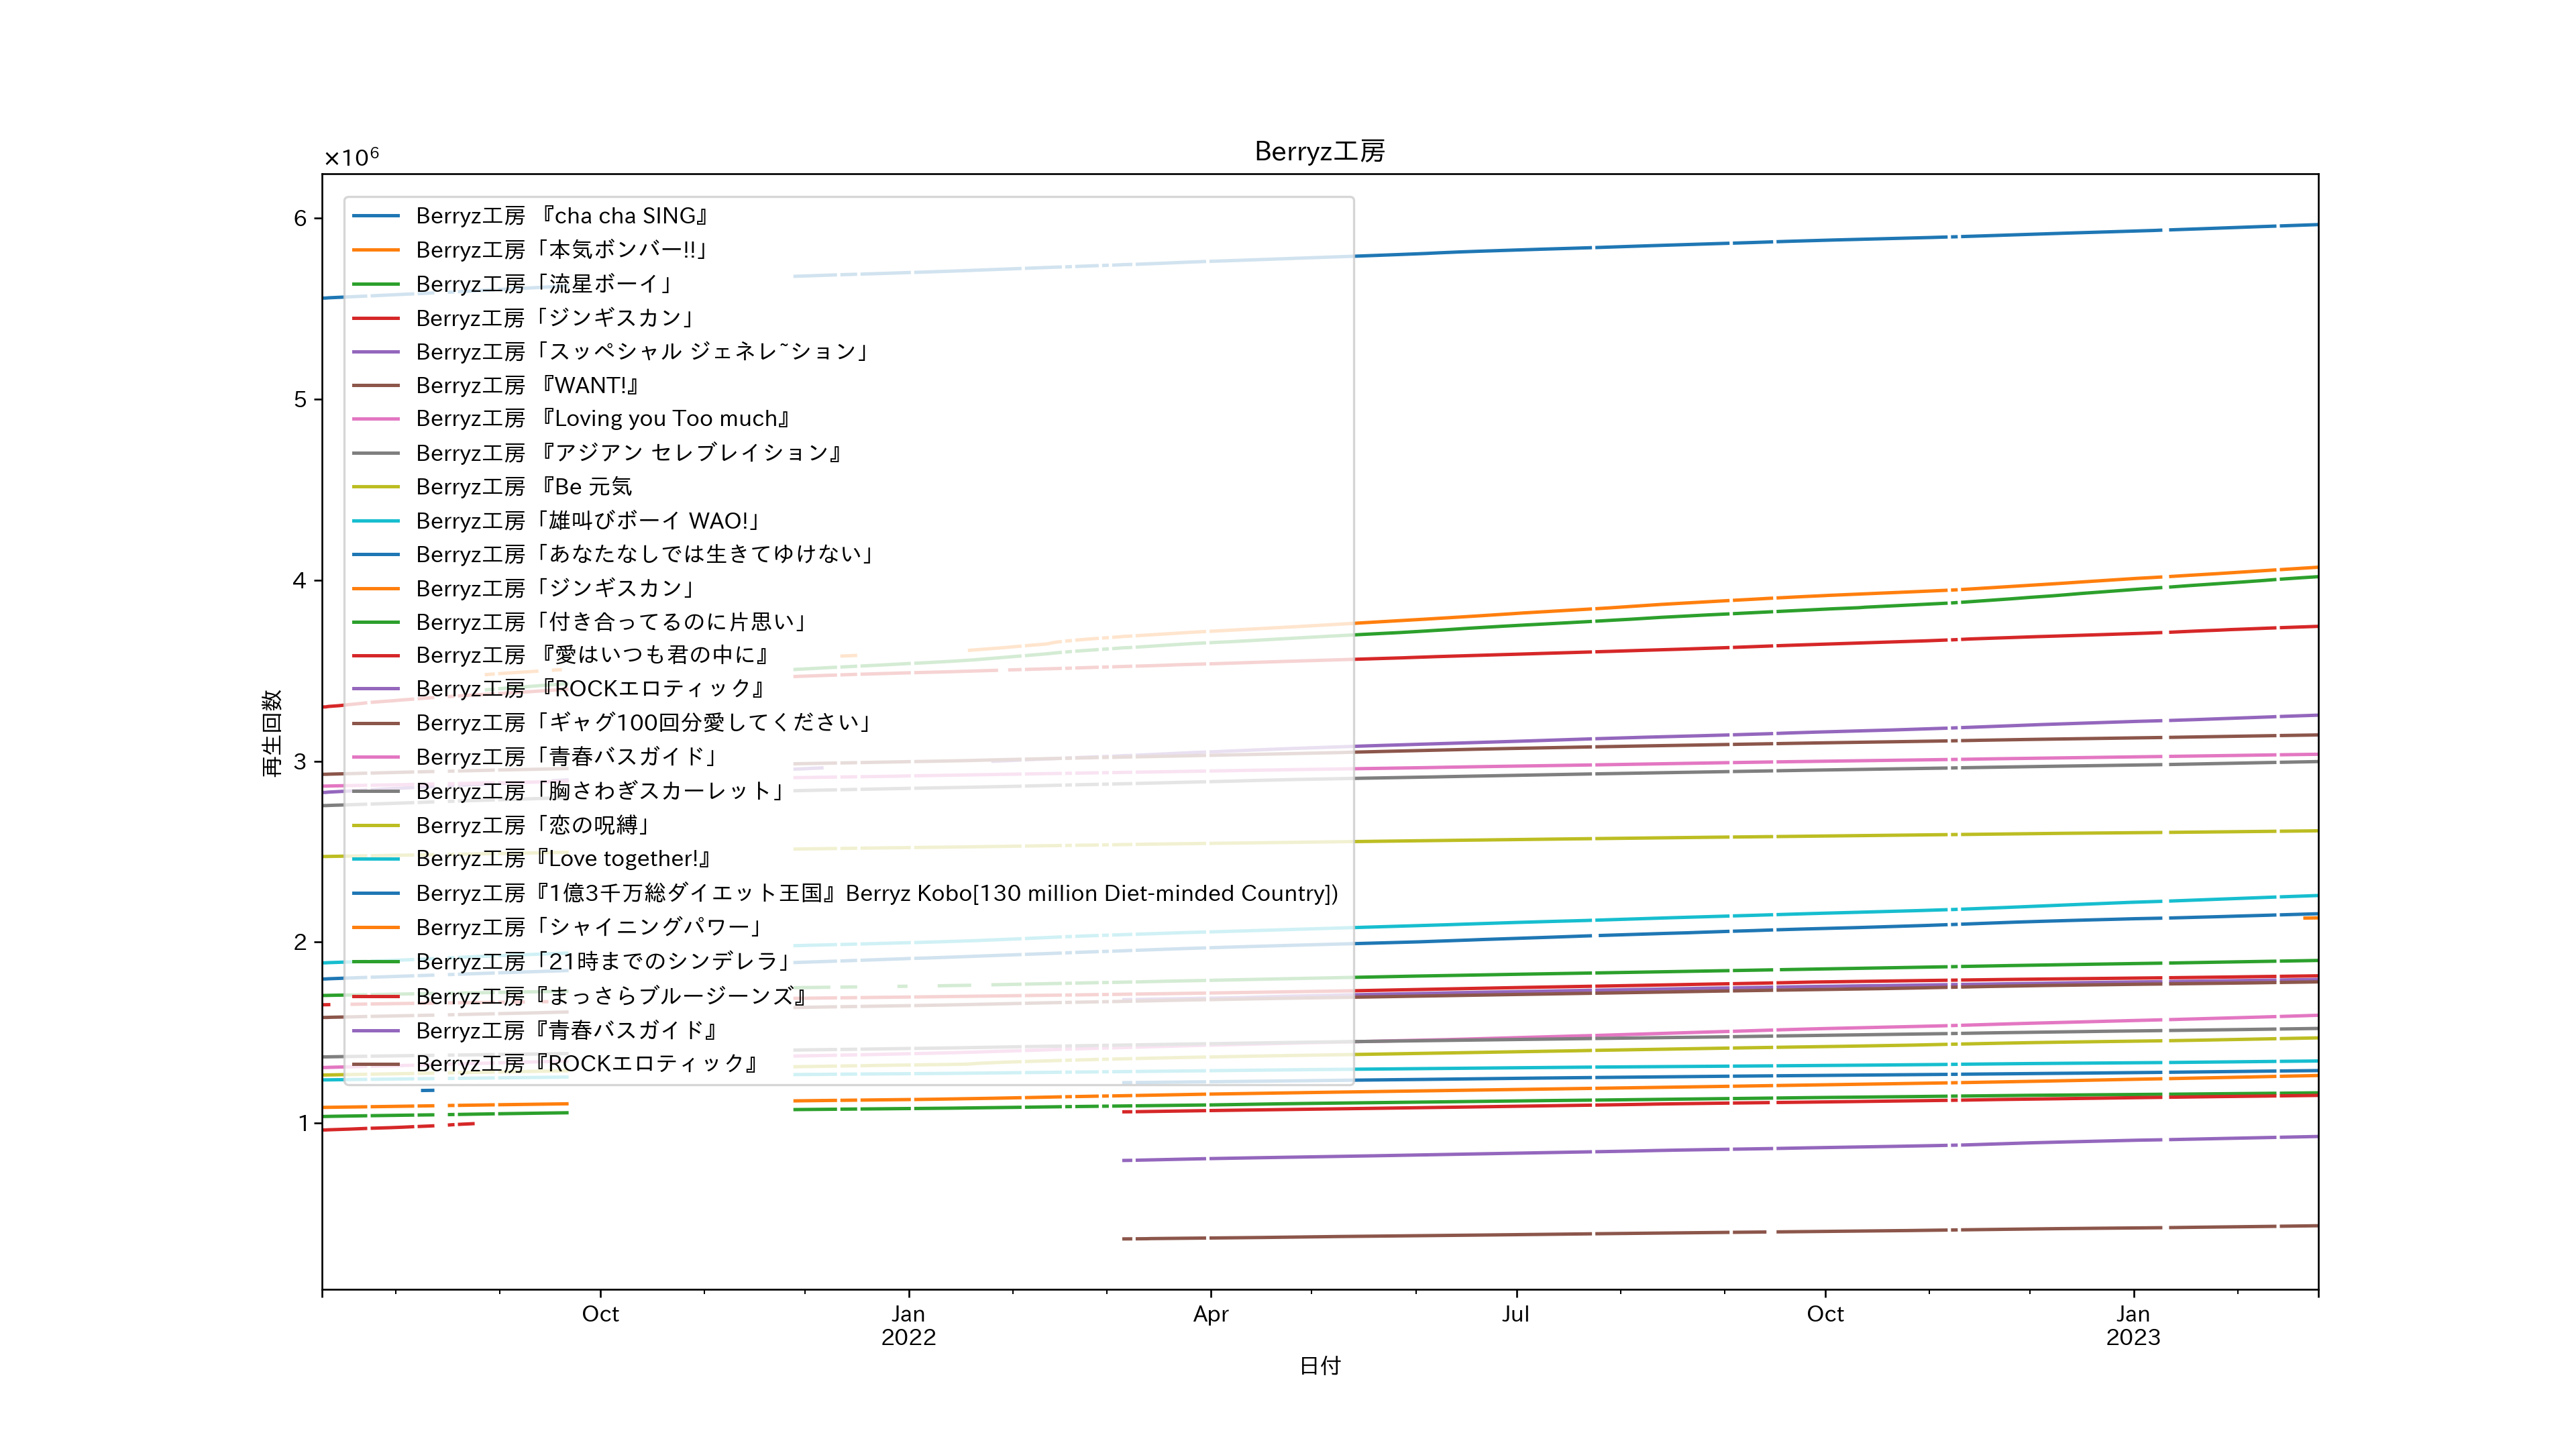 Berryz工房
×10⁶
6
5
4
3
2
1
再生回数
Berryz工房 『cha cha SING』
Berryz工房「本気ボンバー!!」
Berryz工房「流星ボーイ」
Berryz工房「ジンギスカン」
Berryz工房「スッペシャル ジェネレ~ション」
Berryz工房 『WANT!』
Berryz工房 『Loving you Too much』
Berryz工房 『アジアン セレブレイション』
Berryz工房 『Be 元気
Berryz工房「雄叫びボーイ WAO!」
Berryz工房「あなたなしでは生きてゆけない」
Berryz工房「ジンギスカン」
Berryz工房「付き合ってるのに片思い」
Berryz工房 『愛はいつも君の中に』
Berryz工房 『ROCKエロティック』
Berryz工房「ギャグ100回分愛してください」
Berryz工房「青春バスガイド」
Berryz工房「胸さわぎスカーレット」
Berryz工房「恋の呪縛」
Berryz工房『Love together!』
Berryz工房『1億3千万総ダイエット王国』Berryz Kobo[130 million Diet-minded Country])
Berryz工房「シャイニングパワー」
Berryz工房「21時までのシンデレラ」
Berryz工房『まっさらブルージーンズ』
Berryz工房『青春バスガイド』
Berryz工房『ROCKエロティック』
Oct
Jan
2022
Apr
Jul
Oct
Jan
2023
日付